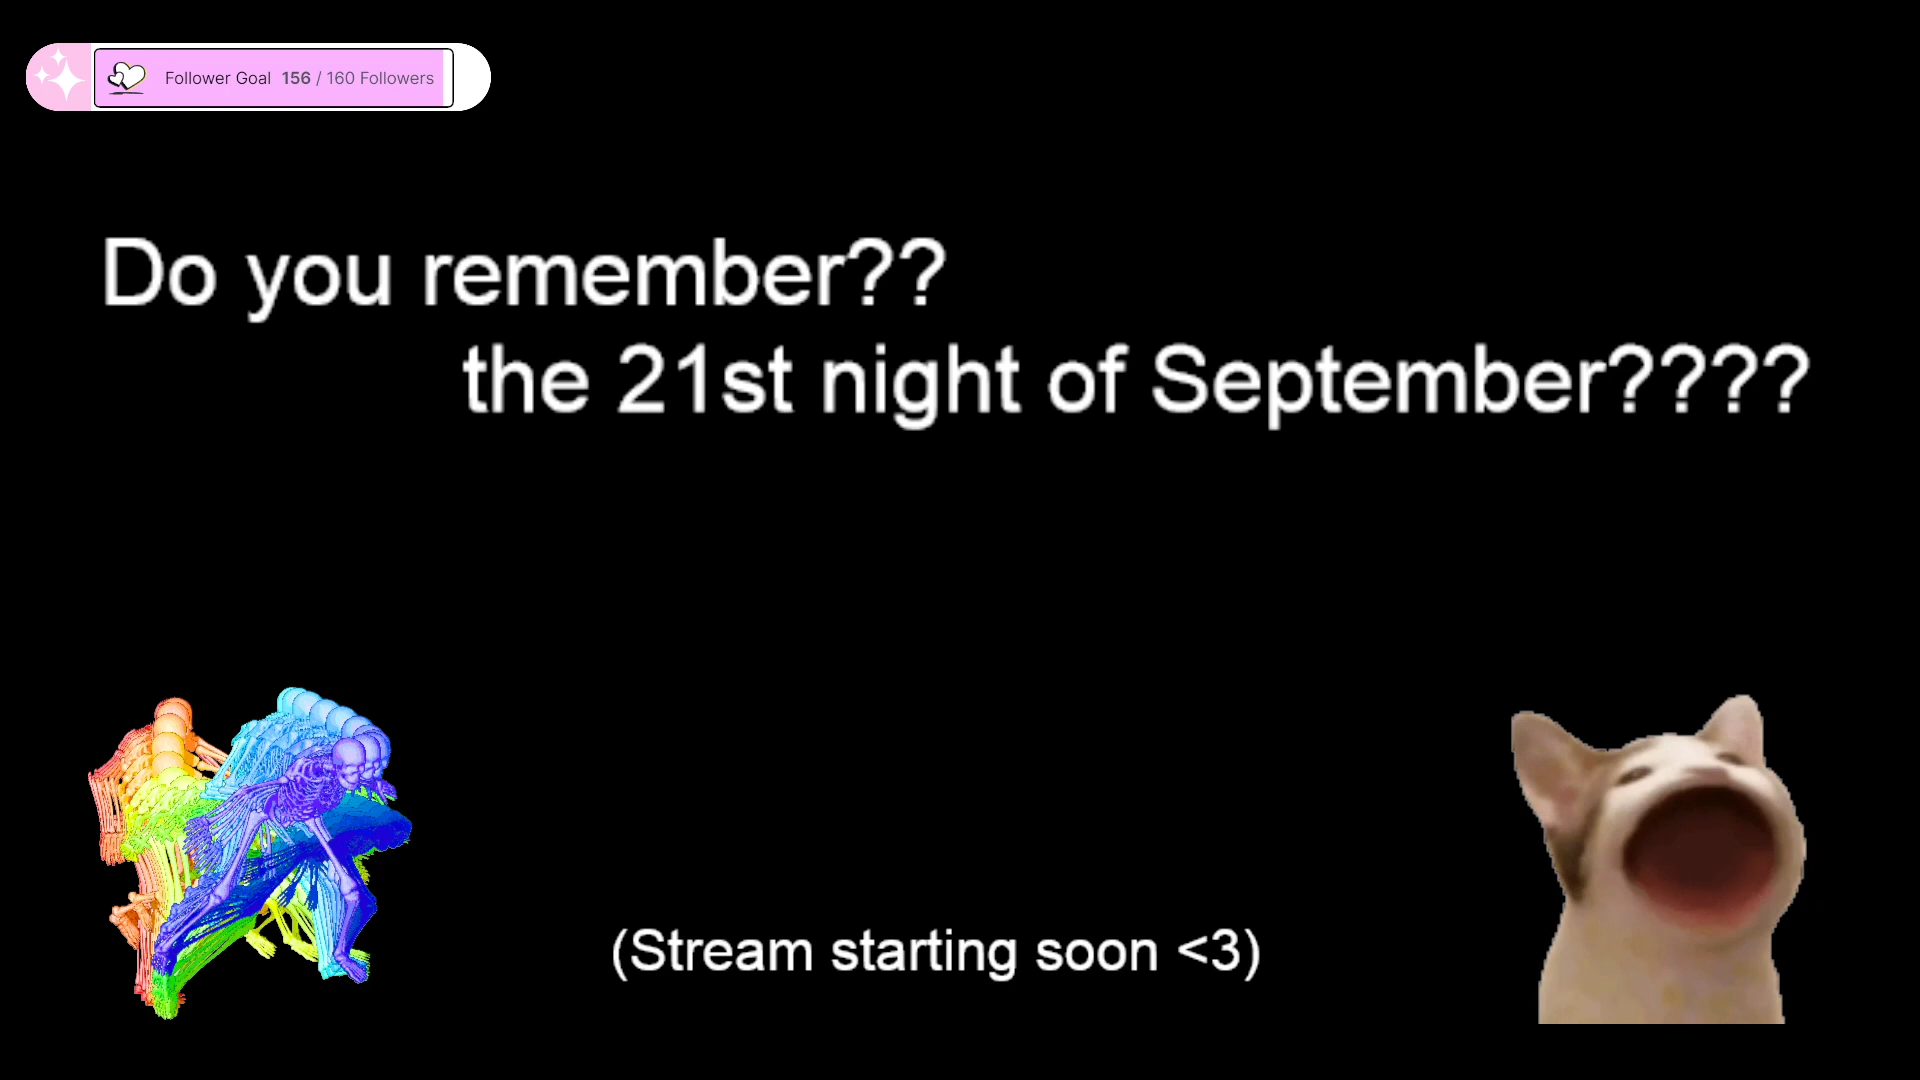 Follower Goal 156 / 160 Followers
Do you remember??
the 21st night of September????
(Stream starting soon <3)